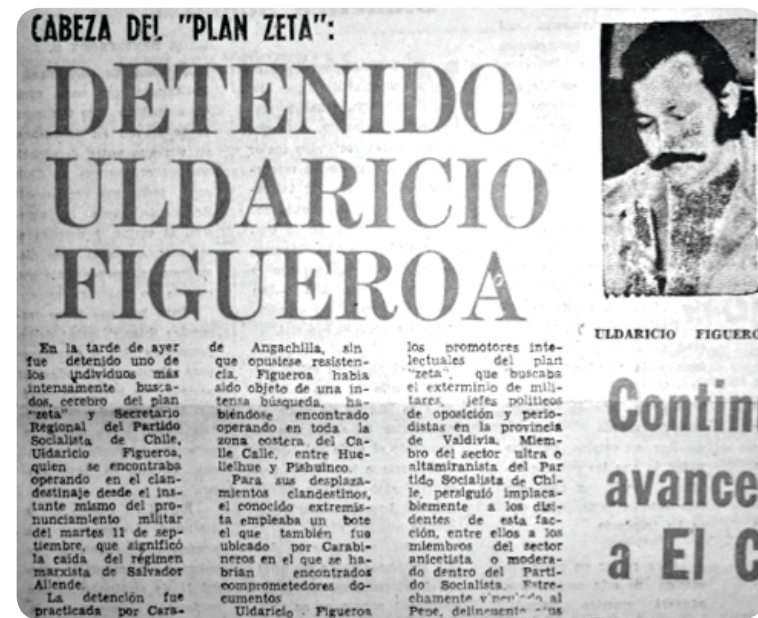 CABEZA DEL "PLAN ZETA":
DETENIDO
ULDARICIO
FIGUEROA
En la tarde de ayer
fue detenido uno de
los individuos más
intensamente busca-
dos, cerebro del plan
"zeta" y Secretario
Regional del Partido
Socialista de Chile,
Uldaricio Figueroa,
quien se encontraba
operando en el clan-
destinaje desde el ins-
tante mismo del pro-
nunciamiento militar
del martes 11 de sep-
tiembre, que significó
la caída del régimen
marxista de Salvador
Allende.
La detención fue
practicada por Cara-
de Angachilla, sin
que opusiese resisten-
cia. Figueroa había
sido objeto de una in-
tensa búsqueda, ha-
biéndose encontrado
operando en toda la
zona costera del Ca-
lle Calle, entre Hue-
llelhue y Pishuinco.
Para sus desplaza-
mientos clandestinos,
el conocido extremis-
ta empleaba un bote
el que también fue
ubicado por Carabi-
neros en el que se ha-
brían encontrados
comprometedores do-
cumentos
Uldaricio Figueroa
los promotores inte-
lectuales del plan
"zeta", que buscaba
el exterminio de mili-
tares, jefes políticos
de oposición y perio-
distas en la provincia
de Valdivia. Miem-
bro del sector ultra o
altamiranista del Par
tido Socialista de Chi-
le, persiguió implaca-
blemente a los disi-
dentes de esta fac-
ción, entre ellos a los
miembros del sector
anicetista o modera-
do dentro del Parti-
do Socialista. Estre-
chamente vinculado al
Pepe, delincuente
ULDARICIO FIGUERO
Contin
avance
a El C